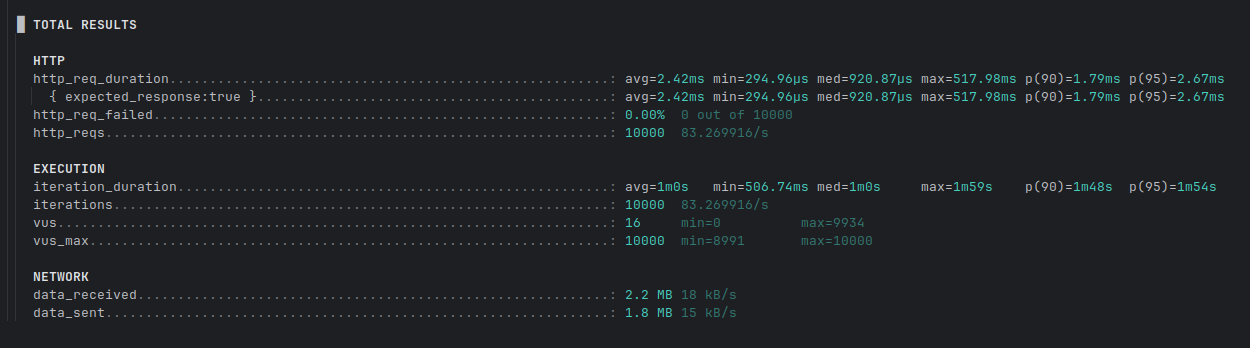 TOTAL RESULTS
HTTP
http_req_duration.......................................................: avg=2.42ms min=294.96µs med=920.87µs max=517.98ms p(90)=1.79ms p(95)=2.67ms
{ expected_response:true }............................................: avg=2.42ms min=294.96µs med=920.87µs max=517.98ms p(90)=1.79ms p(95)=2.67ms
http_req_failed.........................................................: 0.00% 0 out of 10000
http_reqs...............................................................: 10000 83.269916/s
EXECUTION
iteration_duration......................................................: avg=1m0s min=506.74ms med=1m0s max=1m59s p(90)=1m48s p(95)=1m54s
iterations..............................................................: 10000 83.269916/s
vus.....................................................................: 16 min=0 max=9934
vus_max.................................................................: 10000 min=8991 max=10000
NETWORK
data_received...........................................................: 2.2 MB 18 kB/s
data_sent...............................................................: 1.8 MB 15 kB/s